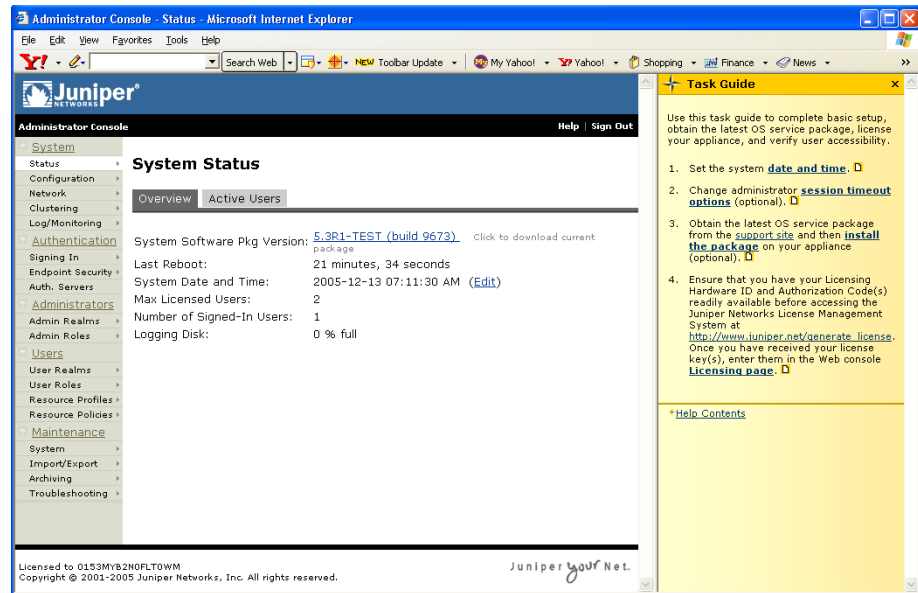 Administrator Console - Status - Microsoft Internet Explorer
File Edit View Favorites Tools Help
Y! Search Web NEW Toolbar Update My Yahoo! Y? Yahoo! Shopping Finance News »
Juniper®
NETWORKS
Administrator Console Help | Sign Out
System
Status
Configuration
Network
Clustering
Log/Monitoring
Authentication
Signing In
Endpoint Security
Auth. Servers
Administrators
Admin Realms
Admin Roles
Users
User Realms
User Roles
Resource Profiles
Resource Policies
Maintenance
System
Import/Export
Archiving
Troubleshooting
System Status
Overview Active Users
System Software Pkg Version: 5.3R1-TEST (build 9673) Click to download current
package
Last Reboot: 21 minutes, 34 seconds
System Date and Time: 2005-12-13 07:11:30 AM (Edit)
Max Licensed Users: 2
Number of Signed-In Users: 1
Logging Disk: 0 % full
Licensed to 0153MYB2N0FLT0WM
Copyright © 2001-2005 Juniper Networks, Inc. All rights reserved.
Juniper your Net.
Task Guide x
Use this task guide to complete basic setup,
obtain the latest OS service package, license
your appliance, and verify user accessibility.
1. Set the system date and time.
2. Change administrator session timeout
options (optional).
3. Obtain the latest OS service package
from the support site and then install
the package on your appliance
(optional).
4. Ensure that you have your Licensing
Hardware ID and Authorization Code(s)
readily available before accessing the
Juniper Networks License Management
System at
http://www.juniper.net/generate_license.
Once you have received your license
key(s), enter them in the Web console
Licensing page.
+Help Contents